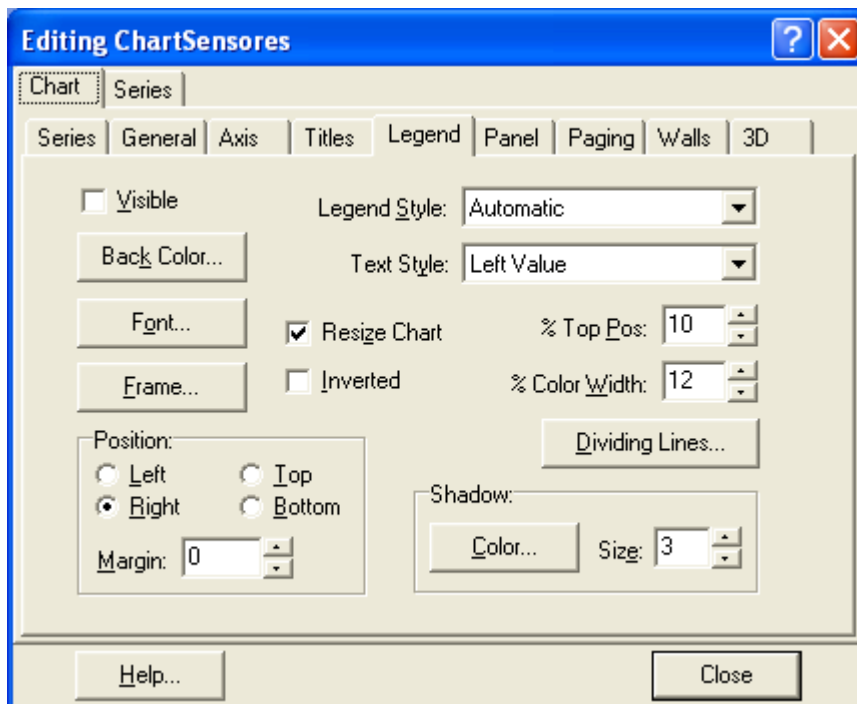 Editing ChartSensores
Chart Series
Series General Axis Titles Legend Panel Paging Walls 3D
Visible
Legend Style: Automatic
Back Color...
Text Style: Left Value
Font...
Resize Chart
% Top Pos: 10
Frame...
Inverted
% Color Width: 12
Dividing Lines...
Position:
Left Top
Right Bottom
Margin: 0
Shadow:
Color... Size: 3
Help... Close